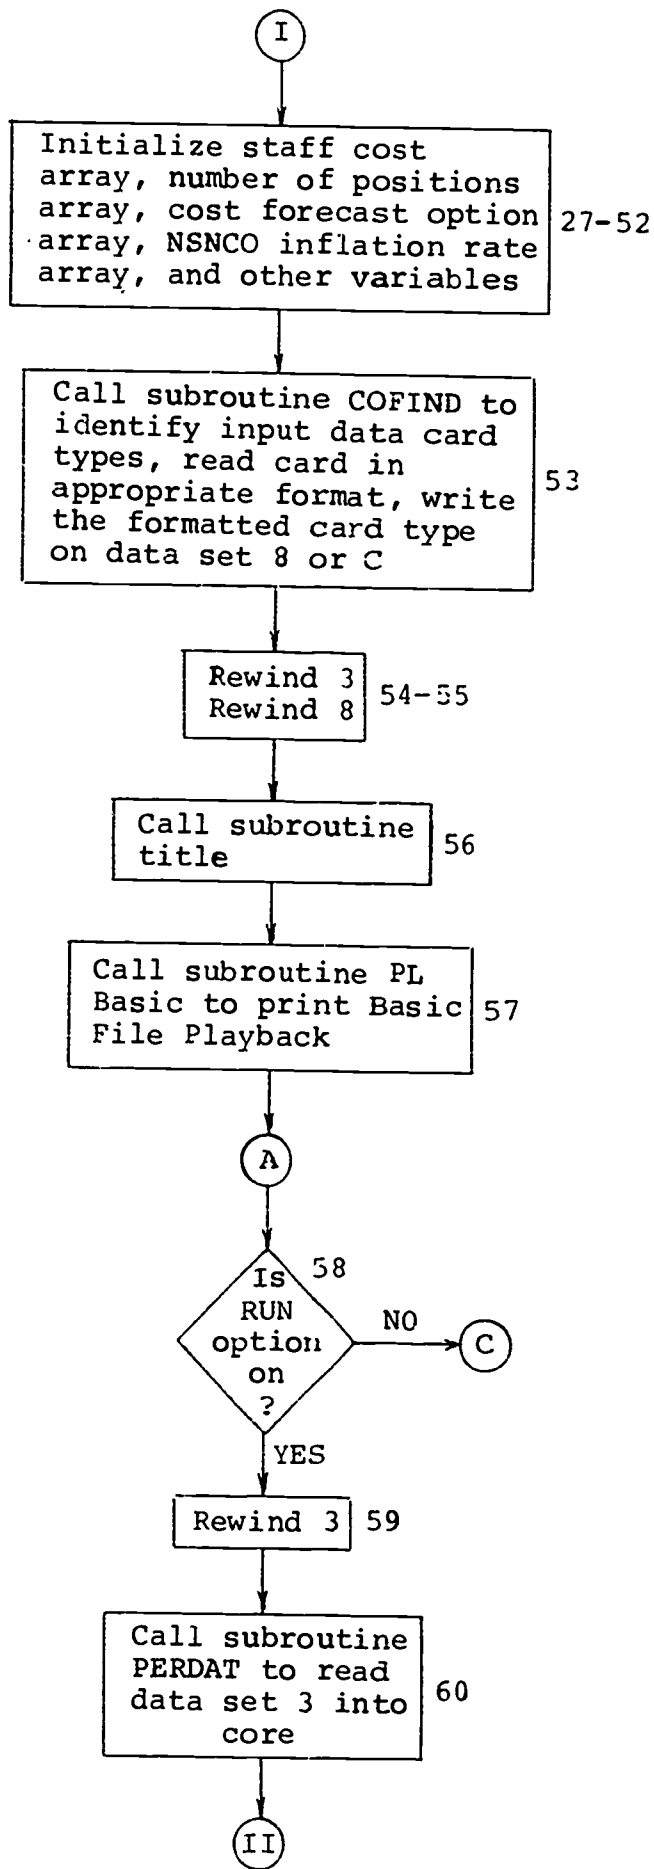 I
Initialize staff cost
array, number of positions
array, cost forecast option
array, NSNCO inflation rate
array, and other variables
27-52
Call subroutine COFIND to
identify input data card
types, read card in
appropriate format, write
the formatted card type
on data set 8 or C
53
Rewind 3
Rewind 8
54-55
Call subroutine
title
56
Call subroutine PL
Basic to print Basic
File Playback
57
A
58
Is
RUN
option
on
?
NO
C
YES
Rewind 3
59
Call subroutine
PERDAT to read
data set 3 into
core
60
II